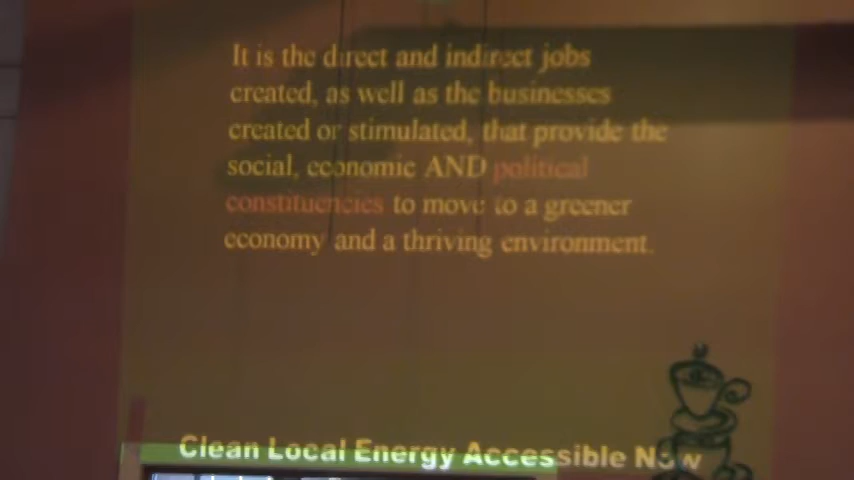 It is the direct and indirect jobs
created, as well as the businesses
created or stimulated, that provide the
social, economic AND political
constituencies to move to a greener
economy and a thriving environment.
Clean Local Energy Accessible Now